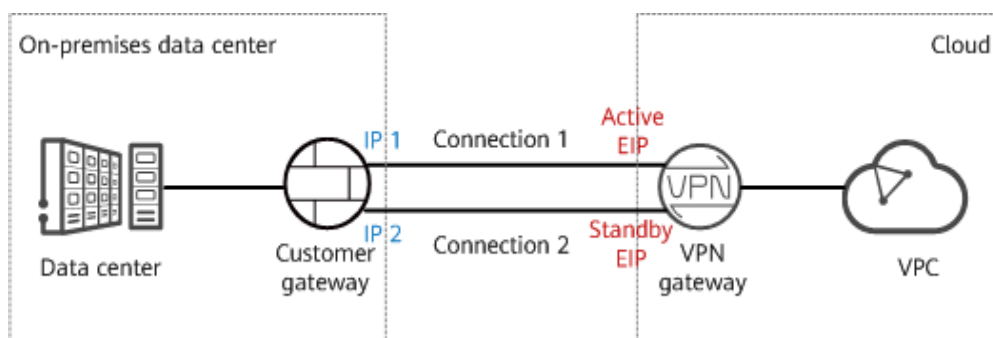 On-premises data center
Cloud
IP 1
Connection 1
Active
EIP
VPN
IP 2
Connection 2
Standby
EIP
Data center
Customer
gateway
VPN
gateway
VPC